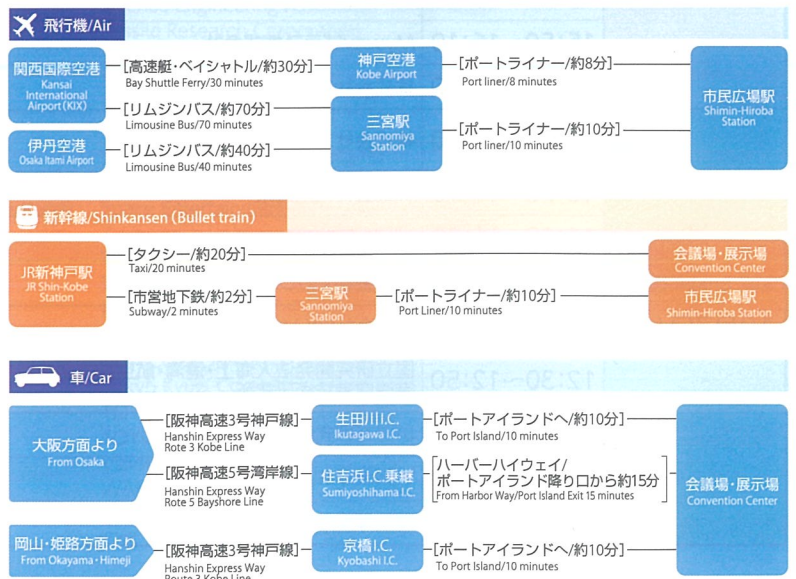 飛行機/Air
関西国際空港
Kansai
International
Airport(KIX)
[高速艇・ベイシャトル/約30分]
Bay Shuttle Ferry/30 minutes
神戸空港
Kobe Airport
[ポートライナー/約8分]
Port liner/8 minutes
市民広場駅
Shimin-Hiroba
Station
[リムジンバス/約70分]
Limousine Bus/70 minutes
三宮駅
Sannomiya
Station
[ポートライナー/約10分]
Port liner/10 minutes
伊丹空港
Osaka Itami Airport
[リムジンバス/約40分]
Limousine Bus/40 minutes
新幹線/Shinkansen (Bullet train)
JR新神戸駅
JR Shin-Kobe
Station
[タクシー/約20分]
Taxi/20 minutes
会議場・展示場
Convention Center
[市営地下鉄/約2分]
Subway/2 minutes
三宮駅
Sannomiya
Station
[ポートライナー/約10分]
Port Liner/10 minutes
市民広場駅
Shimin-Hiroba Station
車/Car
大阪方面より
From Osaka
[阪神高速3号神戸線]
Hanshin Express Way
Rote 3 Kobe Line
生田川I.C.
Ikutagawa I.C.
[ポートアイランドへ/約10分]
To Port Island/10 minutes
[阪神高速5号湾岸線]
Hanshin Express Way
Rote 5 Bayshore Line
住吉浜I.C.乗継
Sumiyoshihama I.C.
[ハーバーハイウェイ/
ポートアイランド降り口から約15分]
From Harbor Way/Port Island Exit 15 minutes
会議場・展示場
Convention Center
岡山・姫路方面より
From Okayama・Himeji
[阪神高速3号神戸線]
Hanshin Express Way
Route 3 Kobe Line
京橋I.C.
Kyobashi I.C.
[ポートアイランドへ/約10分]
To Port Island/10 minutes